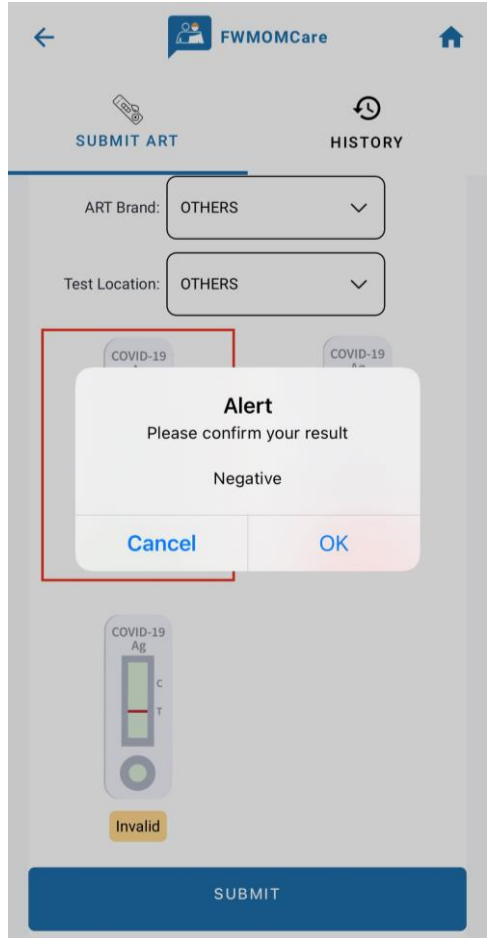 FWMOMCare
SUBMIT ART
HISTORY
ART Brand: OTHERS
Test Location: OTHERS
COVID-19
COVID-19
Alert
Please confirm your result
Negative
Cancel OK
COVID-19
Ag
C
T
Invalid
SUBMIT